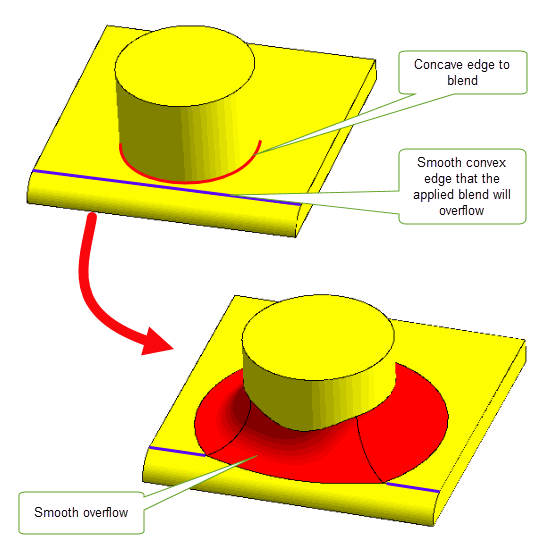 Concave edge to
blend
Smooth convex
edge that the
applied blend will
overflow
Smooth overflow